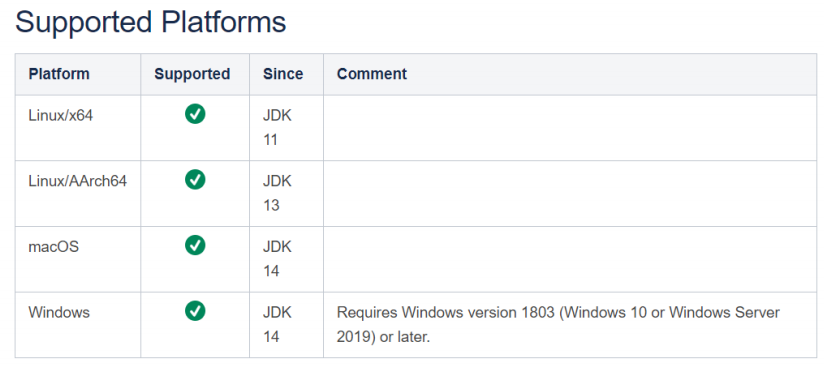 Supported Platforms
Platform Supported Since Comment
Linux/x64 JDK
11
Linux/AArch64 JDK
13
macOS JDK
14
Windows JDK Requires Windows version 1803 (Windows 10 or Windows Server
14 2019) or later.